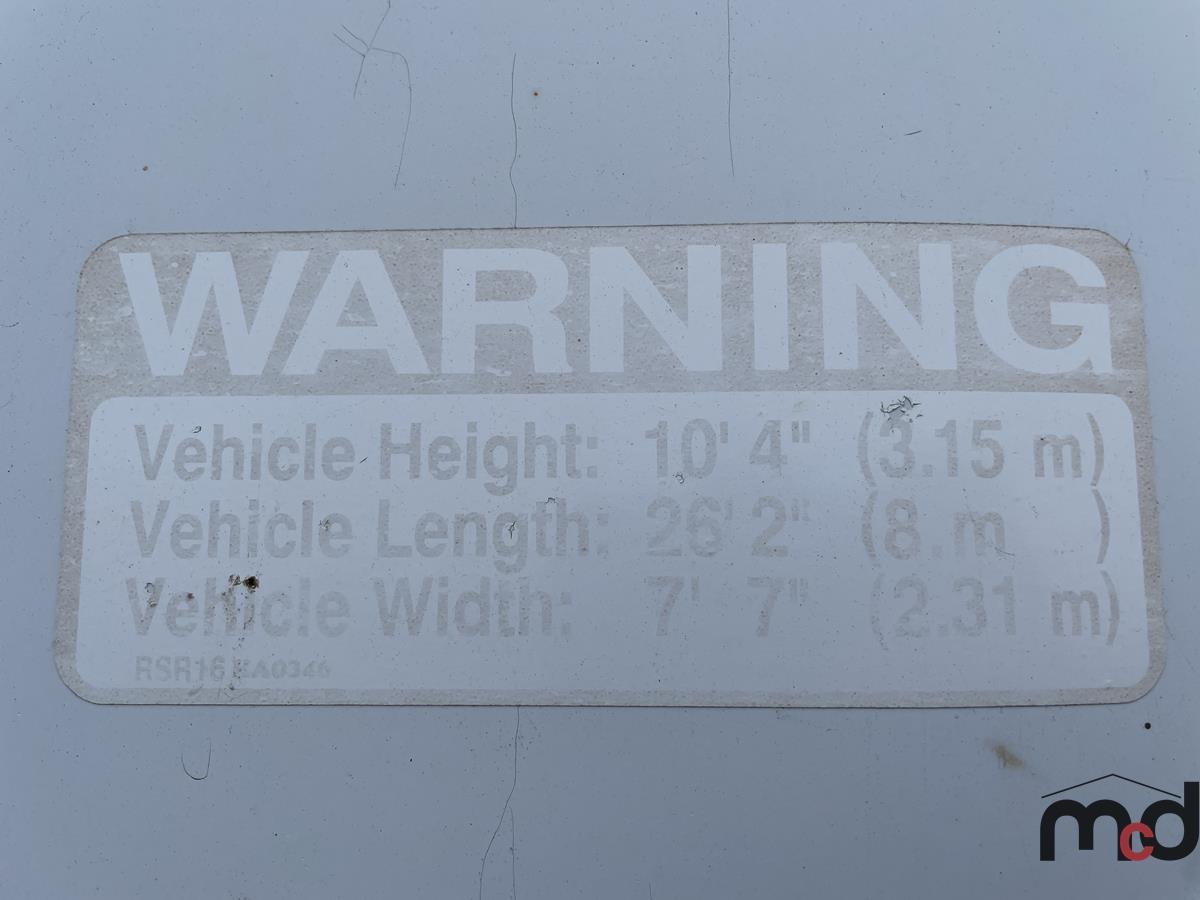 WARNING
Vehicle Height: 10' 4" (3.15 m)
Vehicle Length: 26' 2" (8.m )
Vehicle Width: 7' 7" (2.31 m)
RSR16 EA0346
mcd